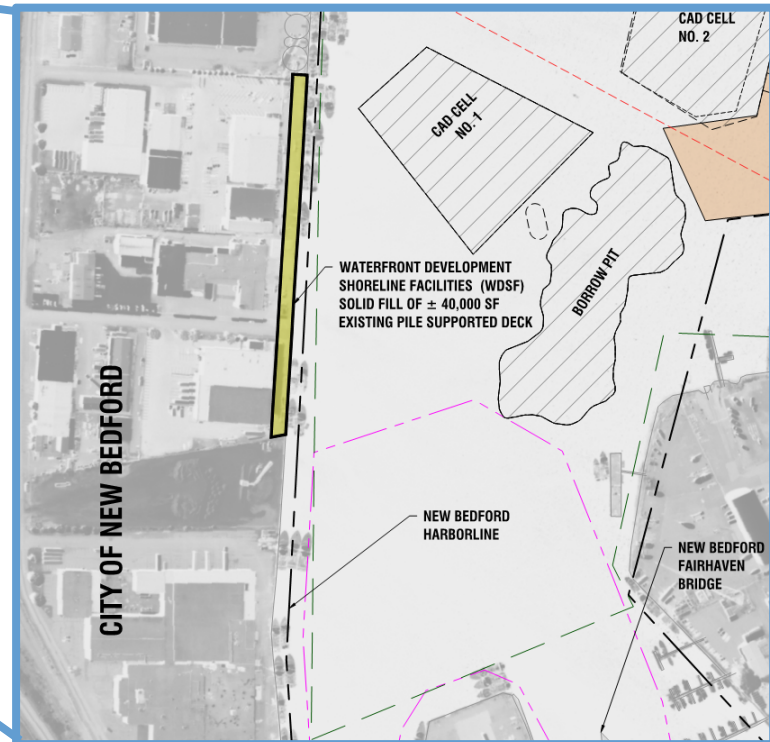 CAD CELL
NO. 2
CAD CELL
NO. 1
WATERFRONT DEVELOPMENT
SHORELINE FACILITIES (WDSF)
SOLID FILL OF ± 40,000 SF
EXISTING PILE SUPPORTED DECK
BORROW PIT
CITY OF NEW BEDFORD
NEW BEDFORD
HARBORLINE
NEW BEDFORD
FAIRHAVEN
BRIDGE